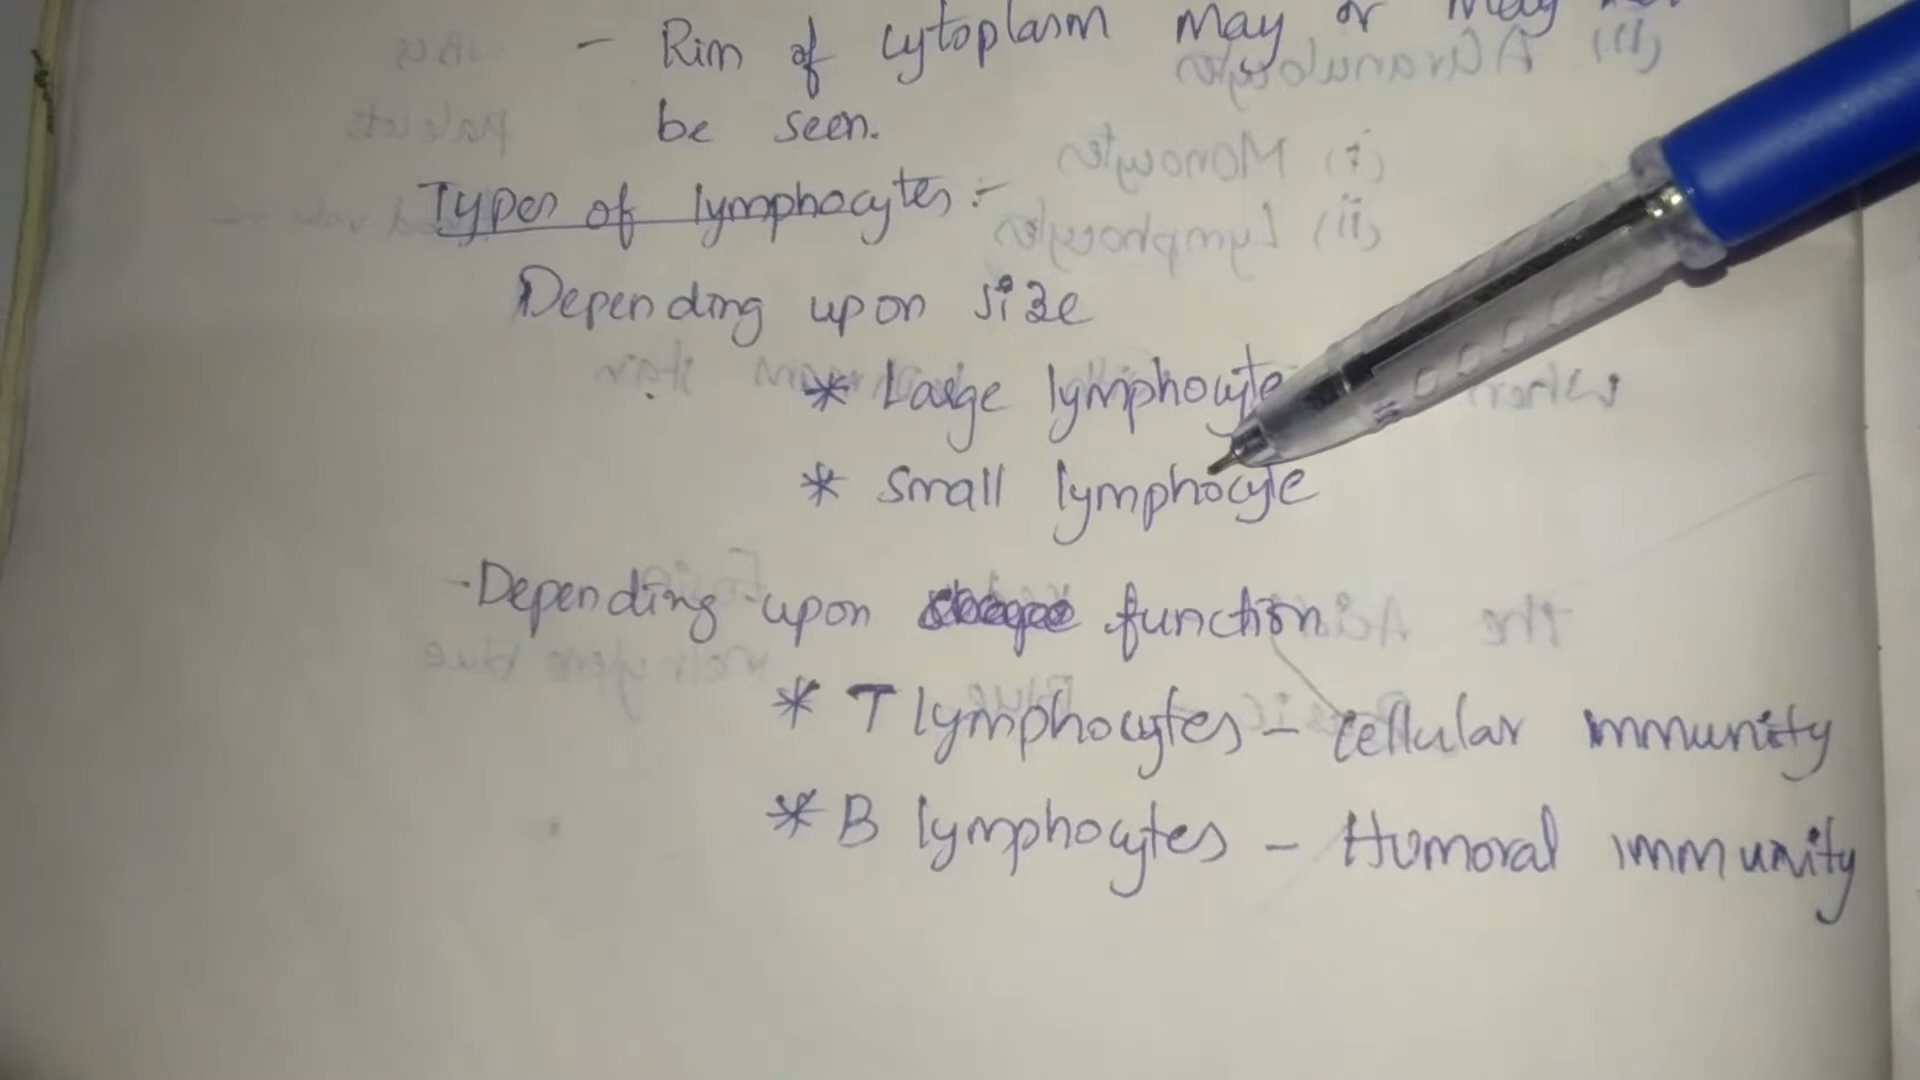 - Rim of cytoplasm may or may
be seen.
Types of lymphocytes :-
Depending upon size
* Large lymphocyte
* Small lymphocyte
- Depending upon function
* T lymphocytes - cellular immunity
* B lymphocytes - Humoral immunity